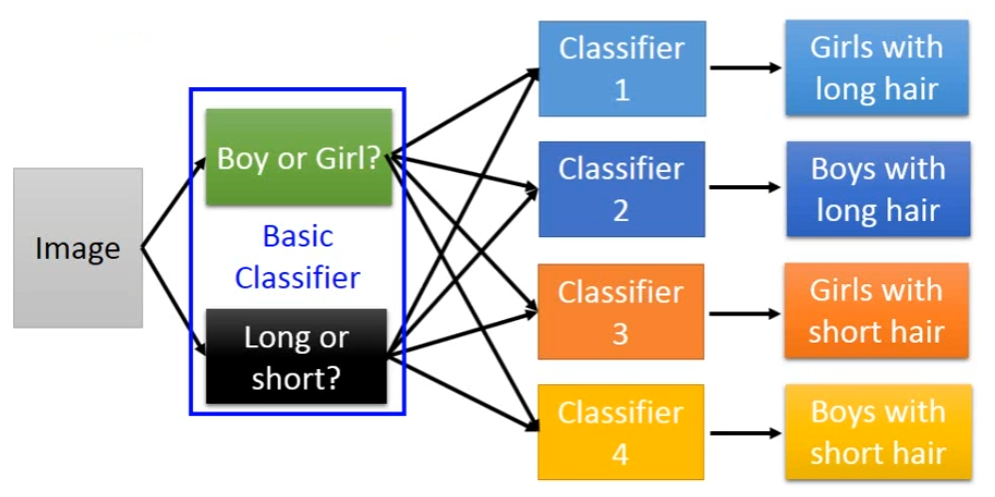 Image
Boy or Girl?
Basic
Classifier
Long or
short?
Classifier
1
Girls with
long hair
Classifier
2
Boys with
long hair
Classifier
3
Girls with
short hair
Classifier
4
Boys with
short hair